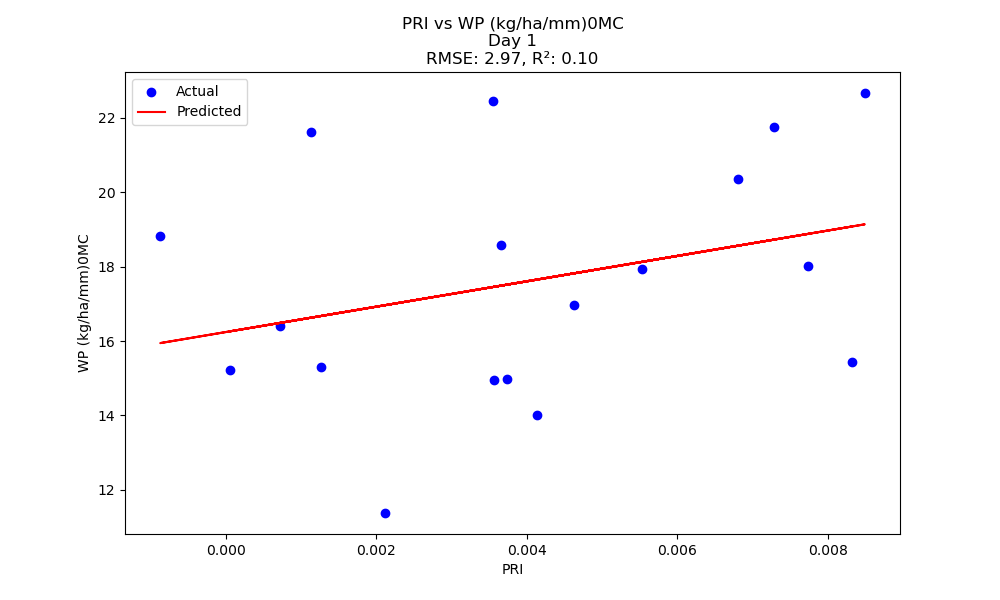 PRI vs WP (kg/ha/mm)0MC
Day 1
RMSE: 2.97, R²: 0.10
Actual
Predicted
22
20
18
16
14
12
WP (kg/ha/mm)0MC
0.000
0.002
0.004
0.006
0.008
PRI